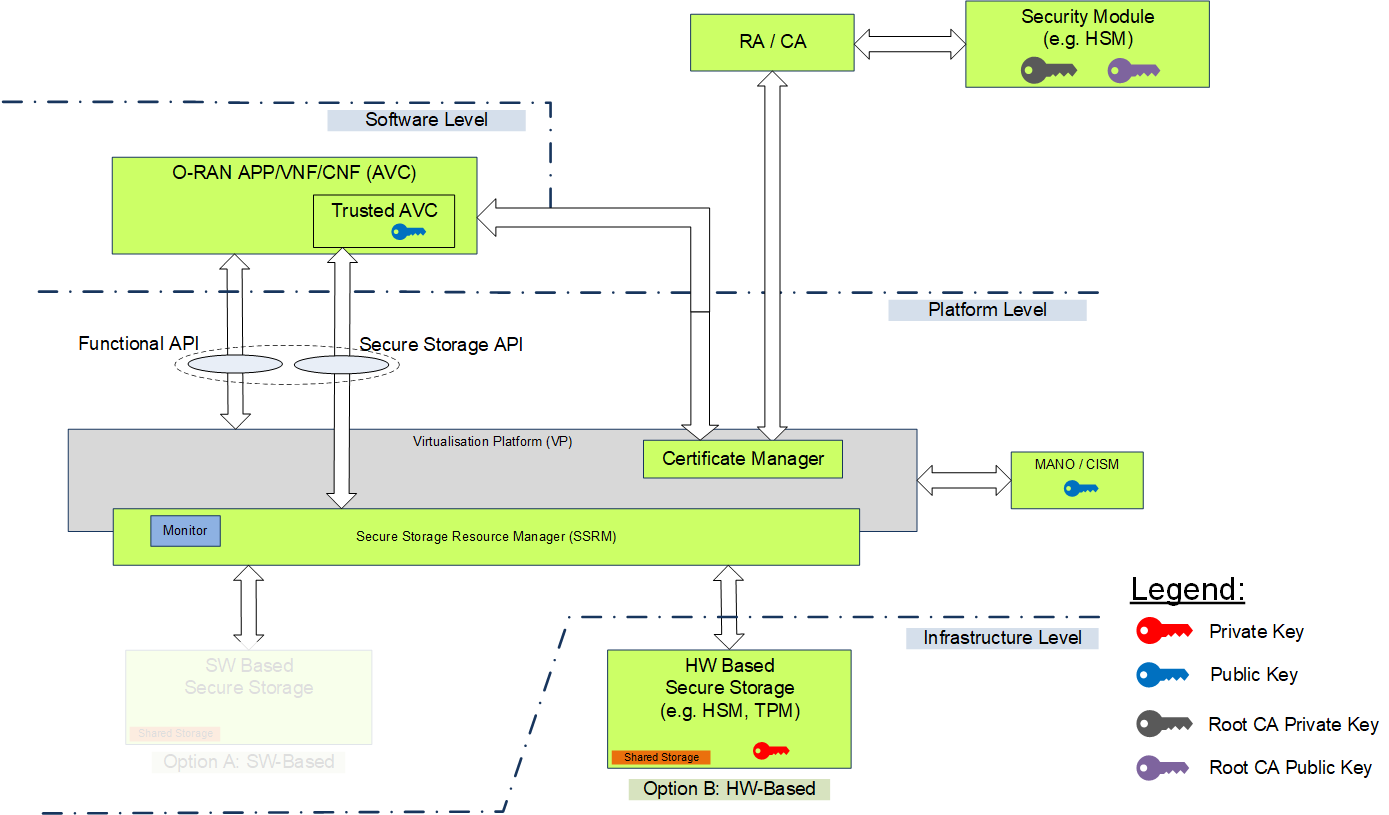 Security Module
(e.g. HSM)
RA / CA
Software Level
O-RAN APP/VNF/CNF (AVC)
Trusted AVC
Platform Level
Functional API
Secure Storage API
Virtualisation Platform (VP)
Certificate Manager
MANO / CISM
Monitor
Secure Storage Resource Manager (SSRM)
Infrastructure Level
SW Based
Secure Storage
Shared Storage
Option A: SW-Based
HW Based
Secure Storage
(e.g. HSM, TPM)
Shared Storage
Option B: HW-Based
Legend:
Private Key
Public Key
Root CA Private Key
Root CA Public Key